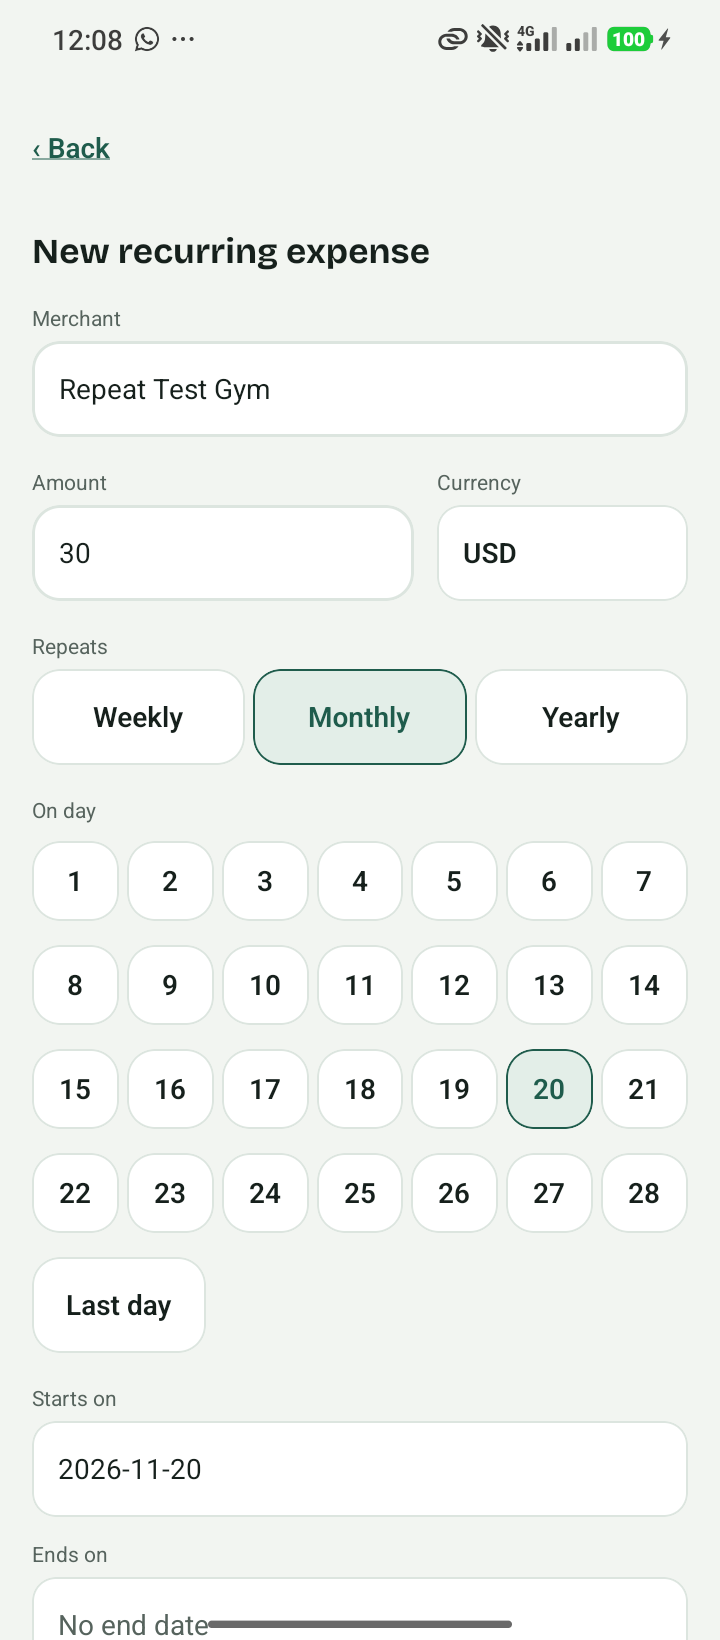 12:08
4G
100
‹ Back
New recurring expense
Merchant
Repeat Test Gym
Amount
Currency
30
USD
Repeats
Weekly
Monthly
Yearly
On day
1 2 3 4 5 6 7
8 9 10 11 12 13 14
15 16 17 18 19 20 21
22 23 24 25 26 27 28
Last day
Starts on
2026-11-20
Ends on
No end date